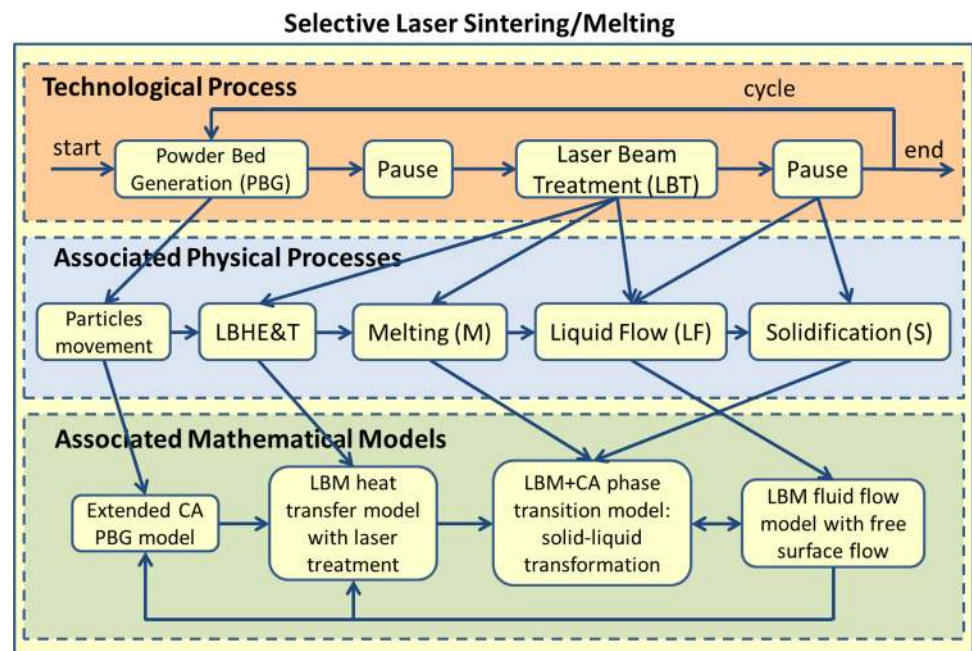 Selective Laser Sintering/Melting
Technological Process
cycle
start
Powder Bed
Generation (PBG)
Pause
Laser Beam
Treatment (LBT)
Pause
end
Associated Physical Processes
Particles
movement
LBHE&T
Melting (M)
Liquid Flow (LF)
Solidification (S)
Associated Mathematical Models
Extended CA
PBG model
LBM heat
transfer model
with laser
treatment
LBM+CA phase
transition model:
solid-liquid
transformation
LBM fluid flow
model with free
surface flow